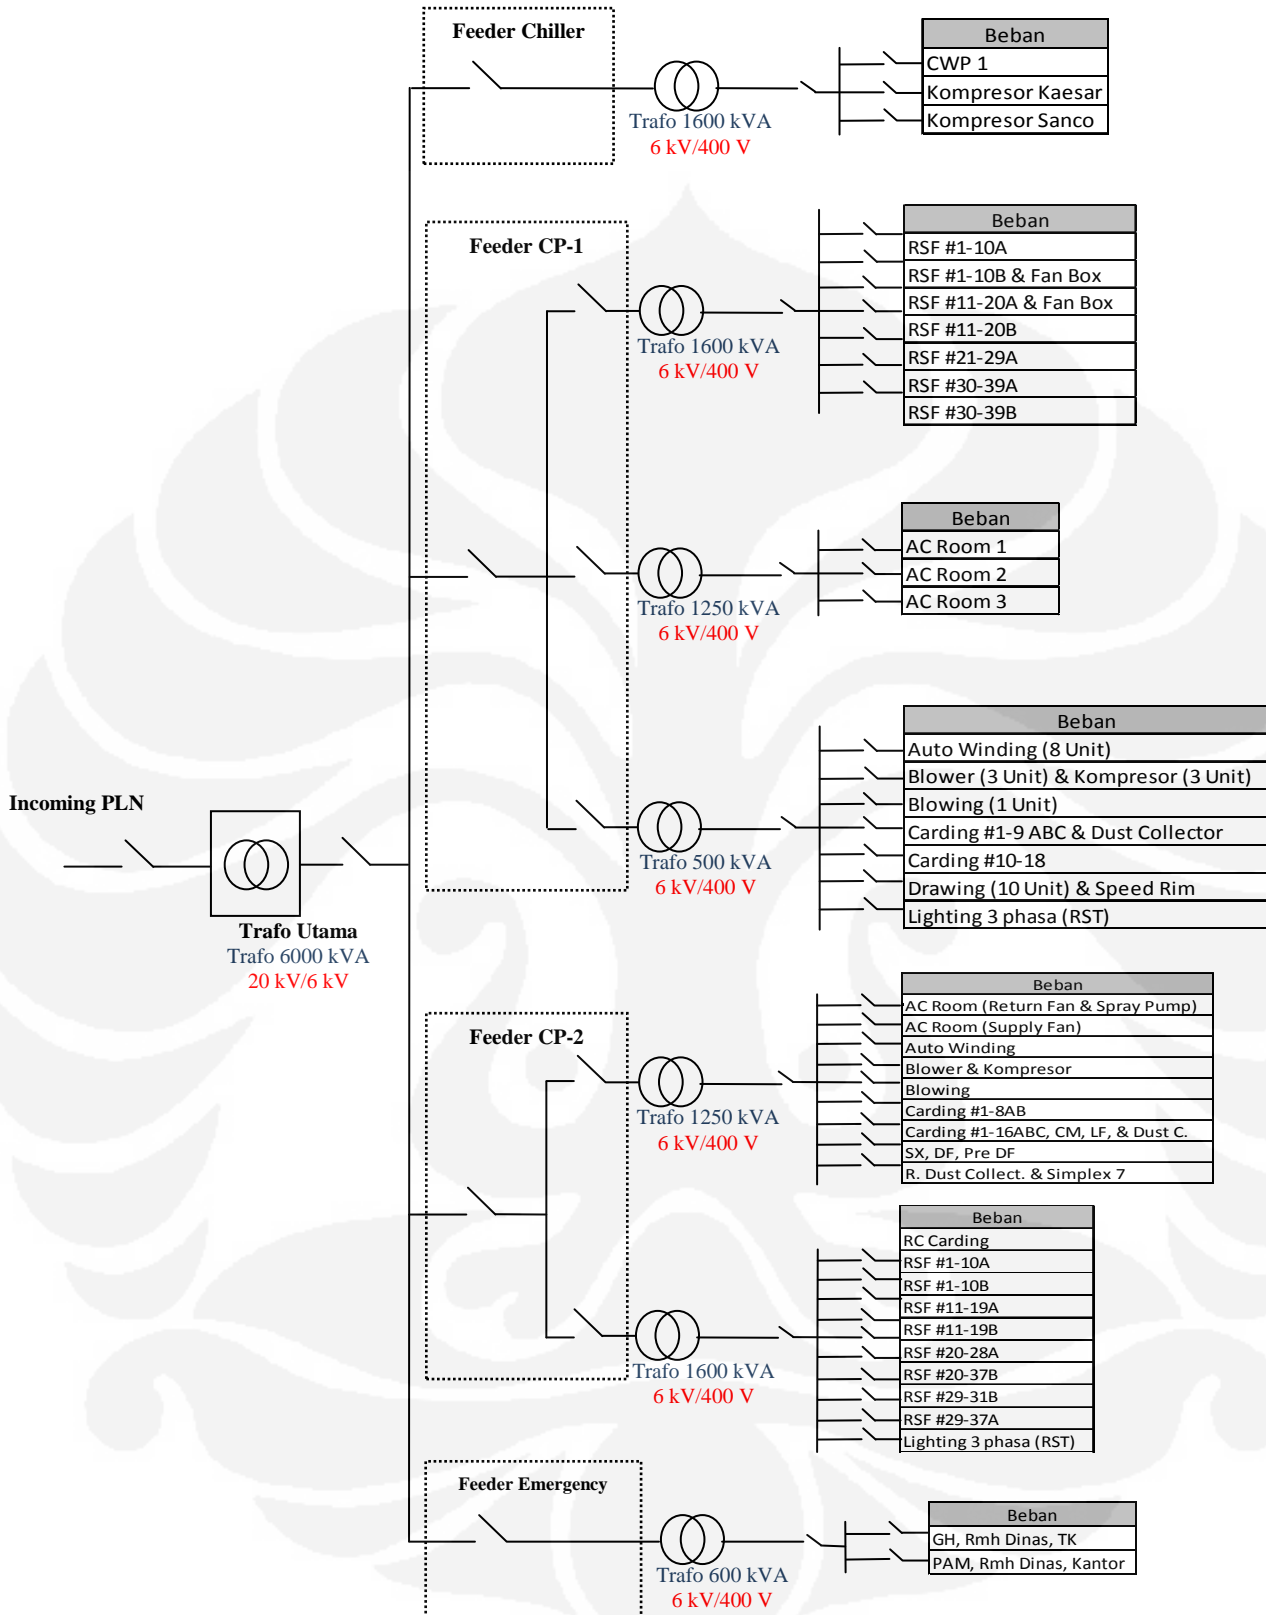 Feeder Chiller
Trafo 1600 kVA
6 kV/400 V
Beban
CWP 1
Kompresor Kaesar
Kompresor Sanco
Feeder CP-1
Trafo 1600 kVA
6 kV/400 V
Beban
RSF #1-10A
RSF #1-10B & Fan Box
RSF #11-20A & Fan Box
RSF #11-20B
RSF #21-29A
RSF #30-39A
RSF #30-39B
Trafo 1250 kVA
6 kV/400 V
Beban
AC Room 1
AC Room 2
AC Room 3
Trafo 500 kVA
6 kV/400 V
Beban
Auto Winding (8 Unit)
Blower (3 Unit) & Kompresor (3 Unit)
Blowing (1 Unit)
Carding #1-9 ABC & Dust Collector
Carding #10-18
Drawing (10 Unit) & Speed Rim
Lighting 3 phasa (RST)
Incoming PLN
Trafo Utama
Trafo 6000 kVA
20 kV/6 kV
Feeder CP-2
Trafo 1250 kVA
6 kV/400 V
Beban
AC Room (Return Fan & Spray Pump)
AC Room (Supply Fan)
Auto Winding
Blower & Kompresor
Blowing
Carding #1-8AB
Carding #1-16ABC, CM, LF, & Dust C.
SX, DF, Pre DF
R. Dust Collect. & Simplex 7
Trafo 1600 kVA
6 kV/400 V
Beban
RC Carding
RSF #1-10A
RSF #1-10B
RSF #11-19A
RSF #11-19B
RSF #20-28A
RSF #20-37B
RSF #29-31B
RSF #29-37A
Lighting 3 phasa (RST)
Feeder Emergency
Trafo 600 kVA
6 kV/400 V
Beban
GH, Rmh Dinas, TK
PAM, Rmh Dinas, Kantor